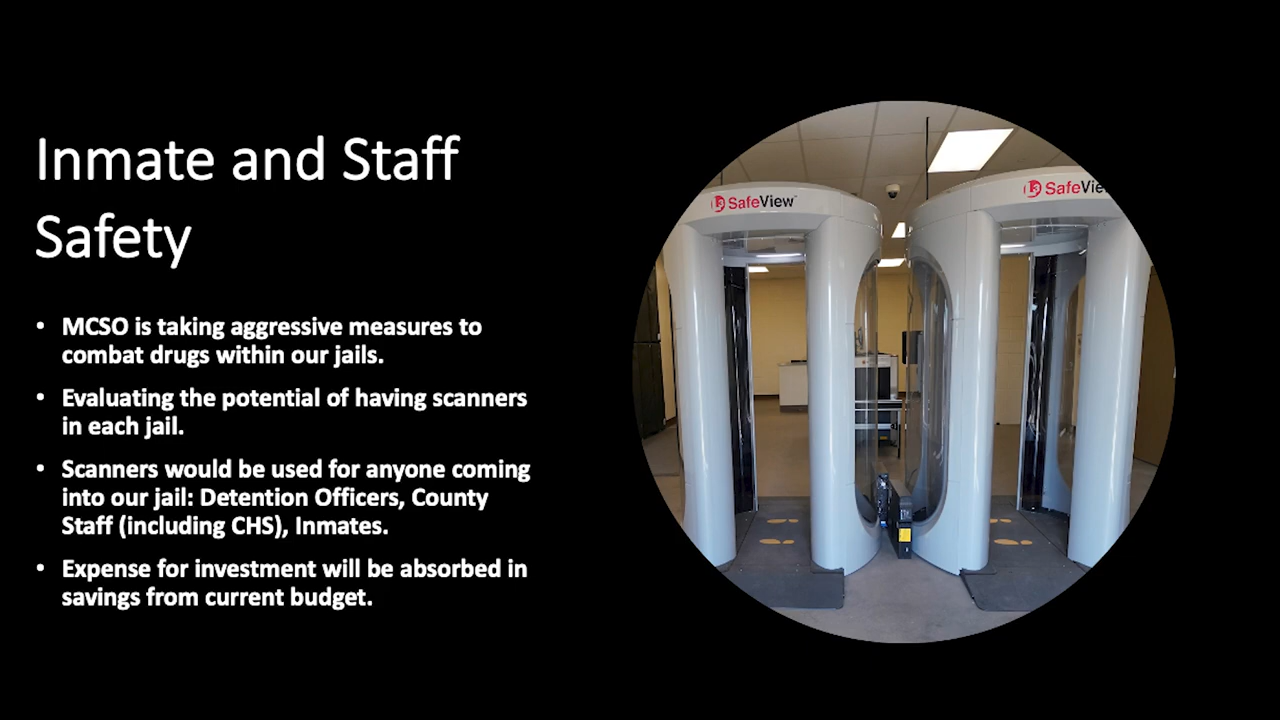 Inmate and Staff
Safety
• MCSO is taking aggressive measures to
combat drugs within our jails.
• Evaluating the potential of having scanners
in each jail.
• Scanners would be used for anyone coming
into our jail: Detention Officers, County
Staff (including CHS), Inmates.
• Expense for investment will be absorbed in
savings from current budget.
SafeView™
SafeVie